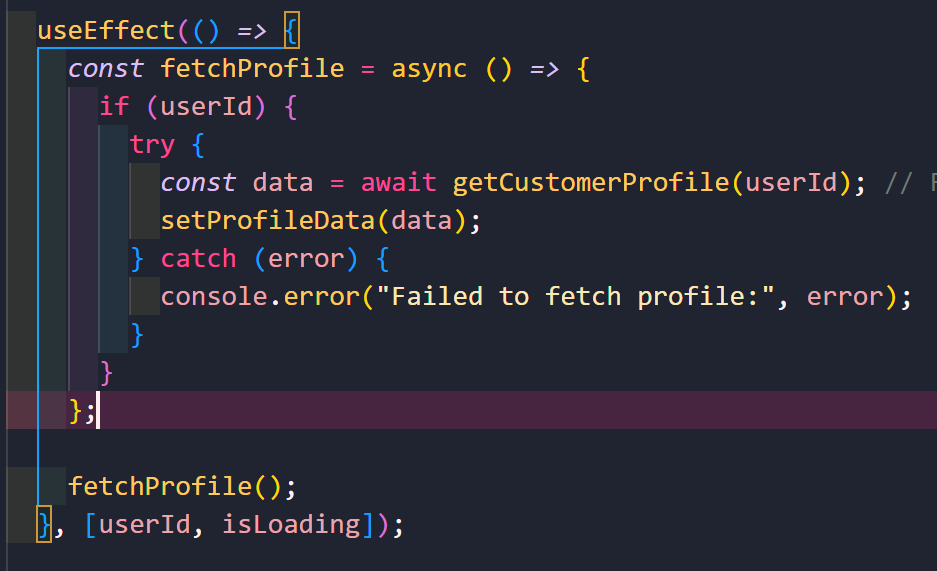 useEffect(() => {
const fetchProfile = async () => {
if (userId) {
try {
const data = await getCustomerProfile(userId); //
setProfileData(data);
} catch (error) {
console.error("Failed to fetch profile:", error);
}
}
};
fetchProfile();
}, [userId, isLoading]);